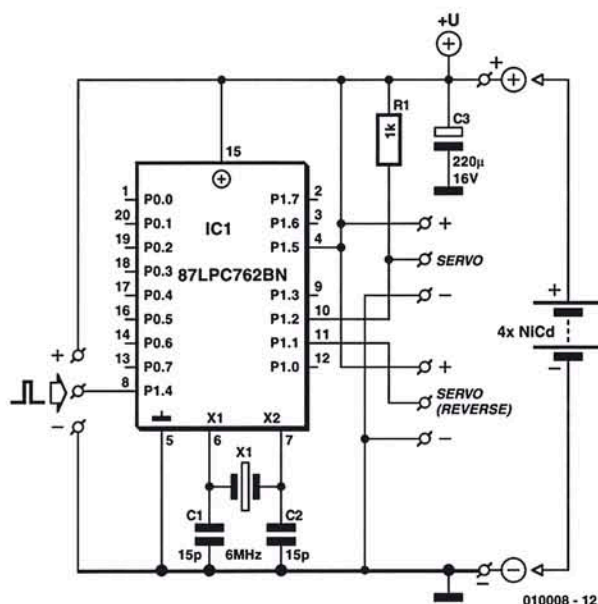 +U
+
+
R1
1k
C3
220µ
16V
15
+
1 P0.0 P1.7 2
20 P0.1 P1.6 3
19 P0.2 IC1 P1.5 4
+
18 P0.3
87LPC762BN
SERVO
17 P0.4 P1.3 9
−
16 P0.5 P1.2 10
+
4x NiCd
−
14 P0.6 P1.1 11
13 P0.7 P1.0 12
+
+
8 P1.4
SERVO
(REVERSE)
−
X1 X2
−
5 6 7
X1
C1 C2
15p 6MHz 15p
− −
010008 - 12